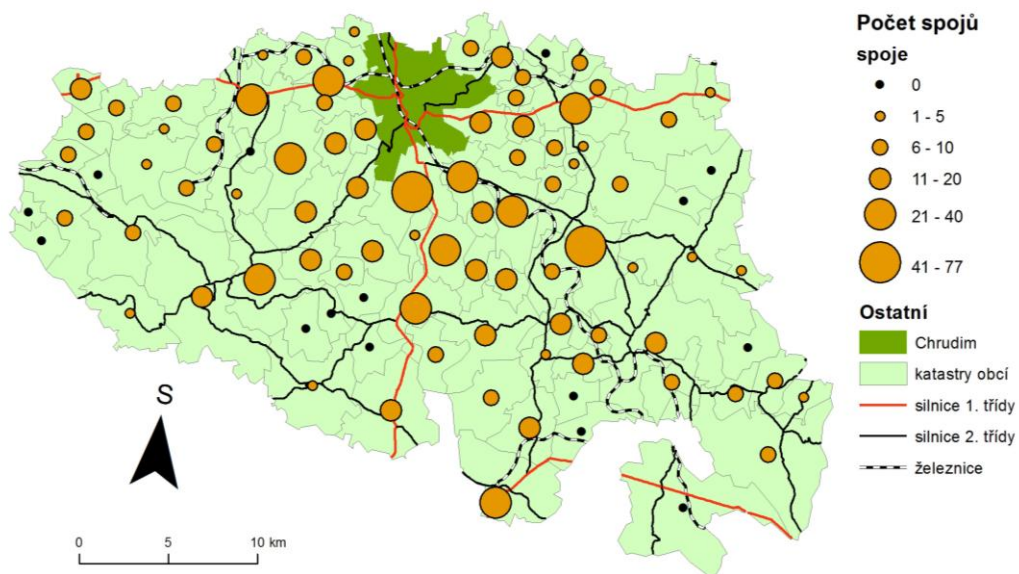 Počet spojů
spoje
0
1 - 5
6 - 10
11 - 20
21 - 40
41 - 77
Ostatní
Chrudim
katastry obcí
silnice 1. třídy
silnice 2. třídy
železnice
S
0 5 10 km